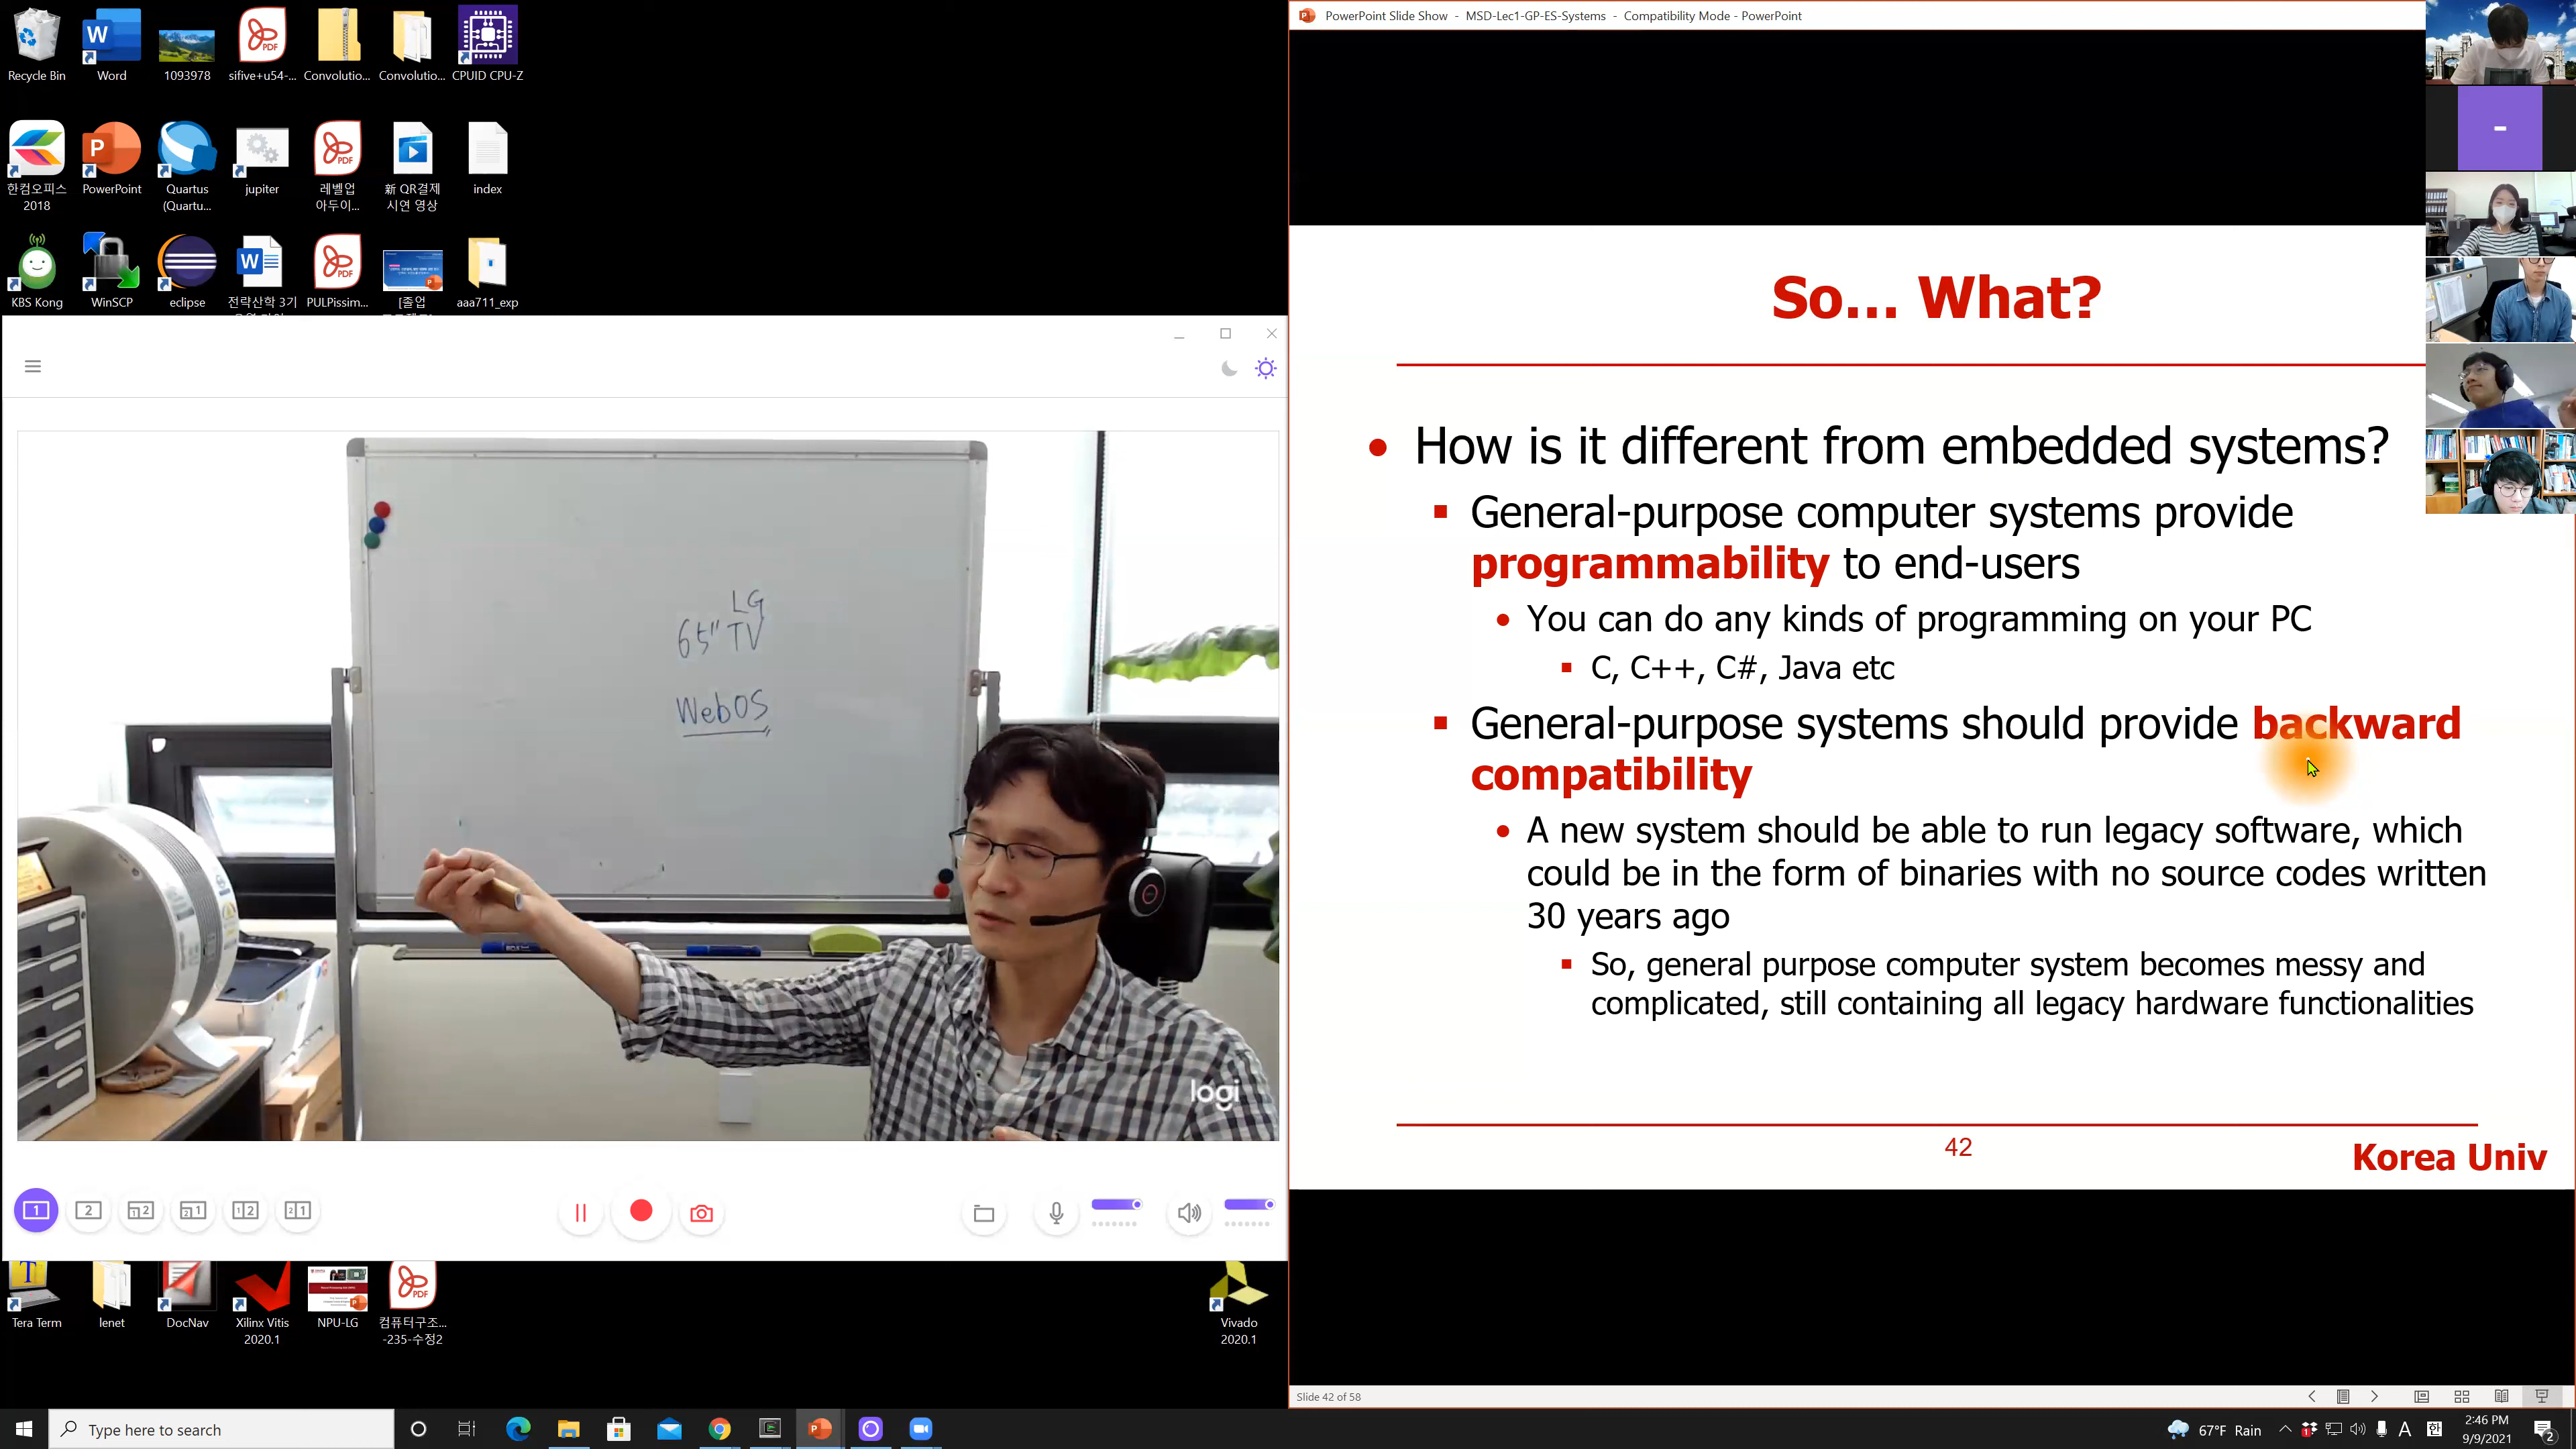 Recycle Bin
Word
1093978
sifive+u54-...
Convolutio...
Convolutio...
CPUID CPU-Z
한컴오피스
2018
PowerPoint
Quartus
(Quartu...
jupiter
레벨업
아두이...
新 QR결제
시연 영상
index
KBS Kong
WinSCP
eclipse
전략산학 3기
PULPissim...
[졸업
aaa711_exp
LG
65" TV
WebOS
logi
Tera Term
lenet
DocNav
Xilinx Vitis
2020.1
NPU-LG
컴퓨터구조...
-235-수정2
Vivado
2020.1
PowerPoint Slide Show - MSD-Lec1-GP-ES-Systems - Compatibility Mode - PowerPoint
So... What?
How is it different from embedded systems?
General-purpose computer systems provide
programmability to end-users
You can do any kinds of programming on your PC
C, C++, C#, Java etc
General-purpose systems should provide backward
compatibility
A new system should be able to run legacy software, which
could be in the form of binaries with no source codes written
30 years ago
So, general purpose computer system becomes messy and
complicated, still containing all legacy hardware functionalities
42
Korea Univ
Slide 42 of 58
Type here to search
67°F Rain
A
한
2:46 PM
9/9/2021
2